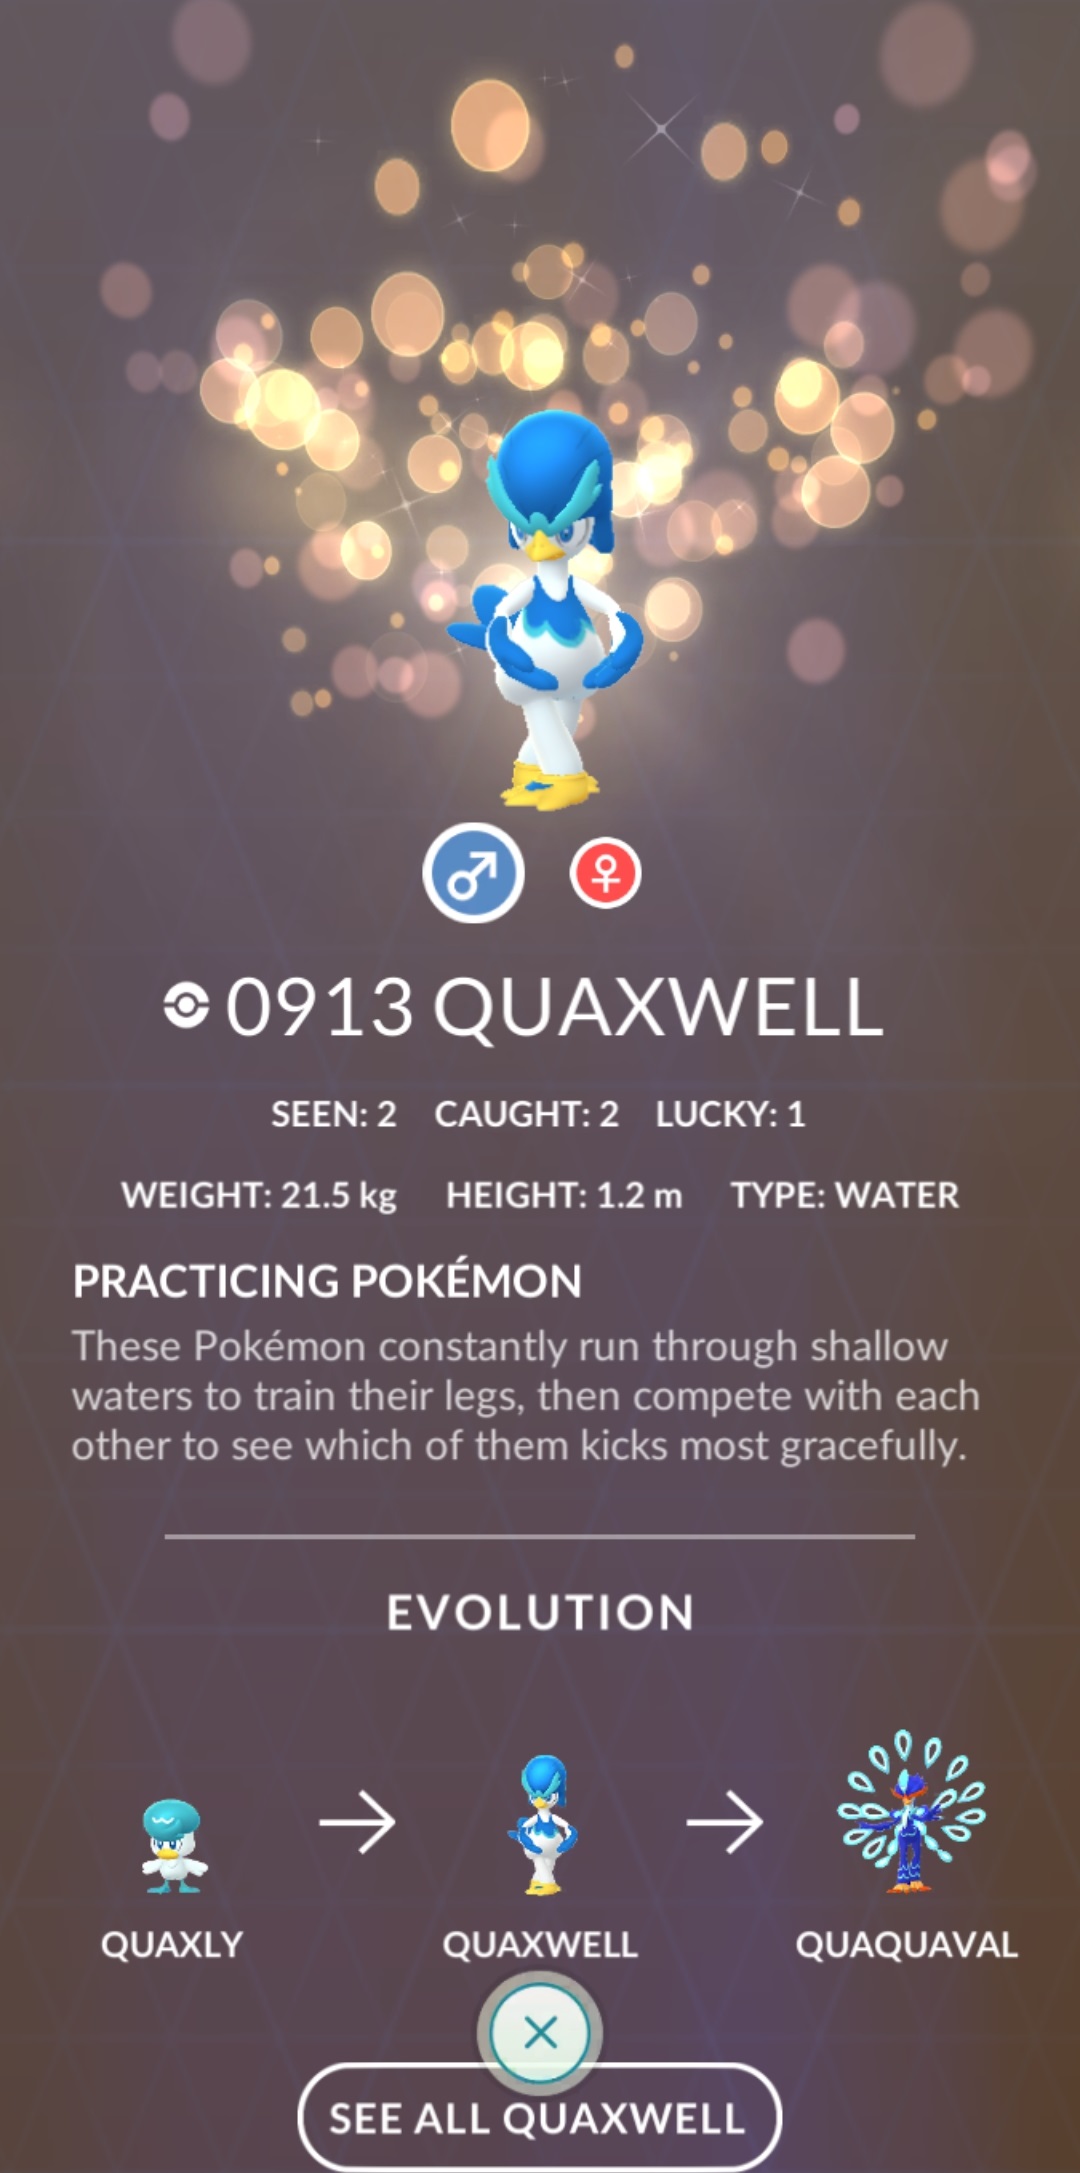 0913 QUAXWELL
SEEN: 2 CAUGHT: 2 LUCKY: 1
WEIGHT: 21.5 kg HEIGHT: 1.2 m TYPE: WATER
PRACTICING POKÉMON
These Pokémon constantly run through shallow
waters to train their legs, then compete with each
other to see which of them kicks most gracefully.
EVOLUTION
QUAXLY QUAXWELL QUAQUAVAL
SEE ALL QUAXWELL